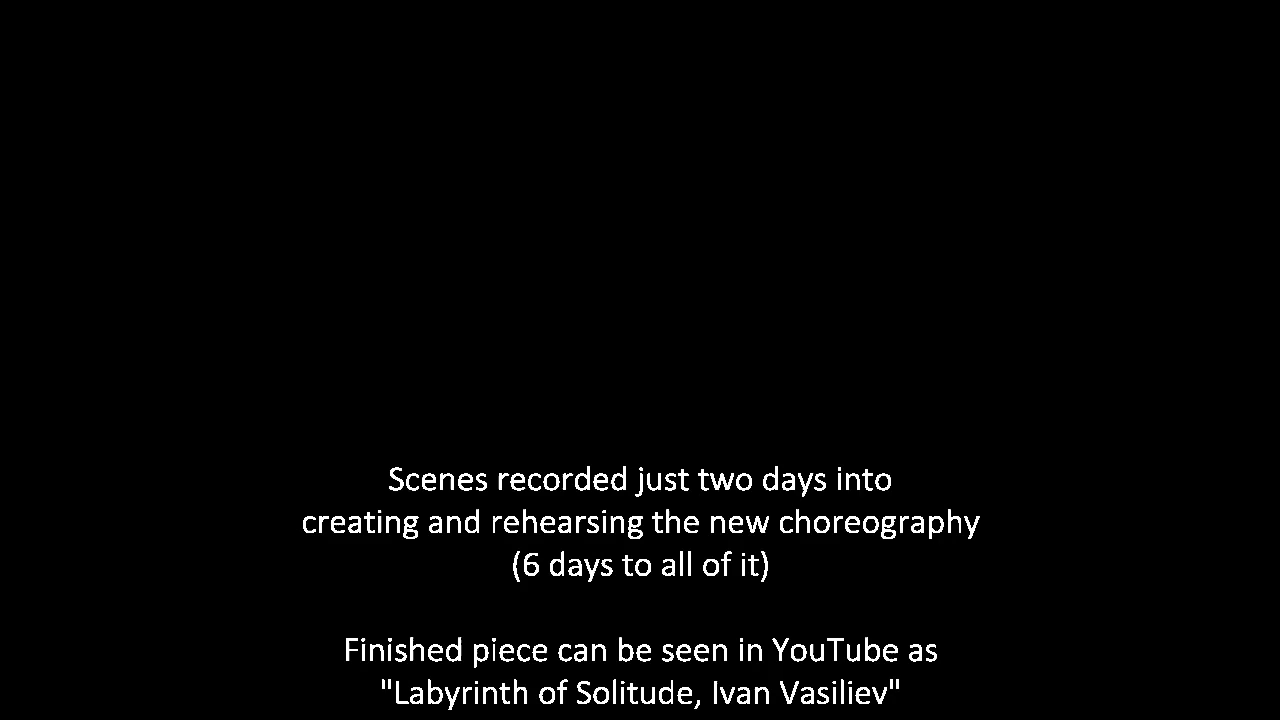 Scenes recorded just two days into
creating and rehearsing the new choreography
(6 days to all of it)
Finished piece can be seen in YouTube as
"Labyrinth of Solitude, Ivan Vasiliev"